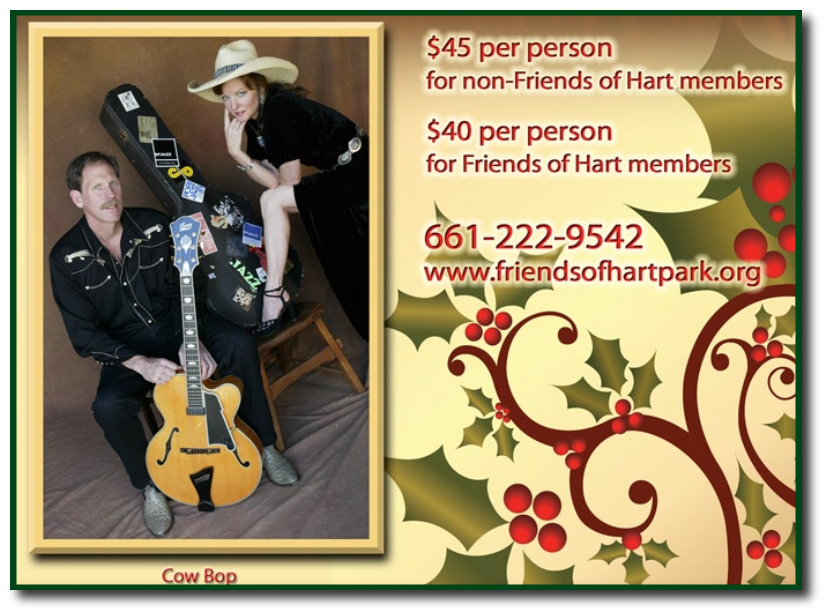 $45 per person
for non-Friends of Hart members
$40 per person
for Friends of Hart members
661-222-9542
www.friendsofhartpark.org
JAZZ
Cow Bop